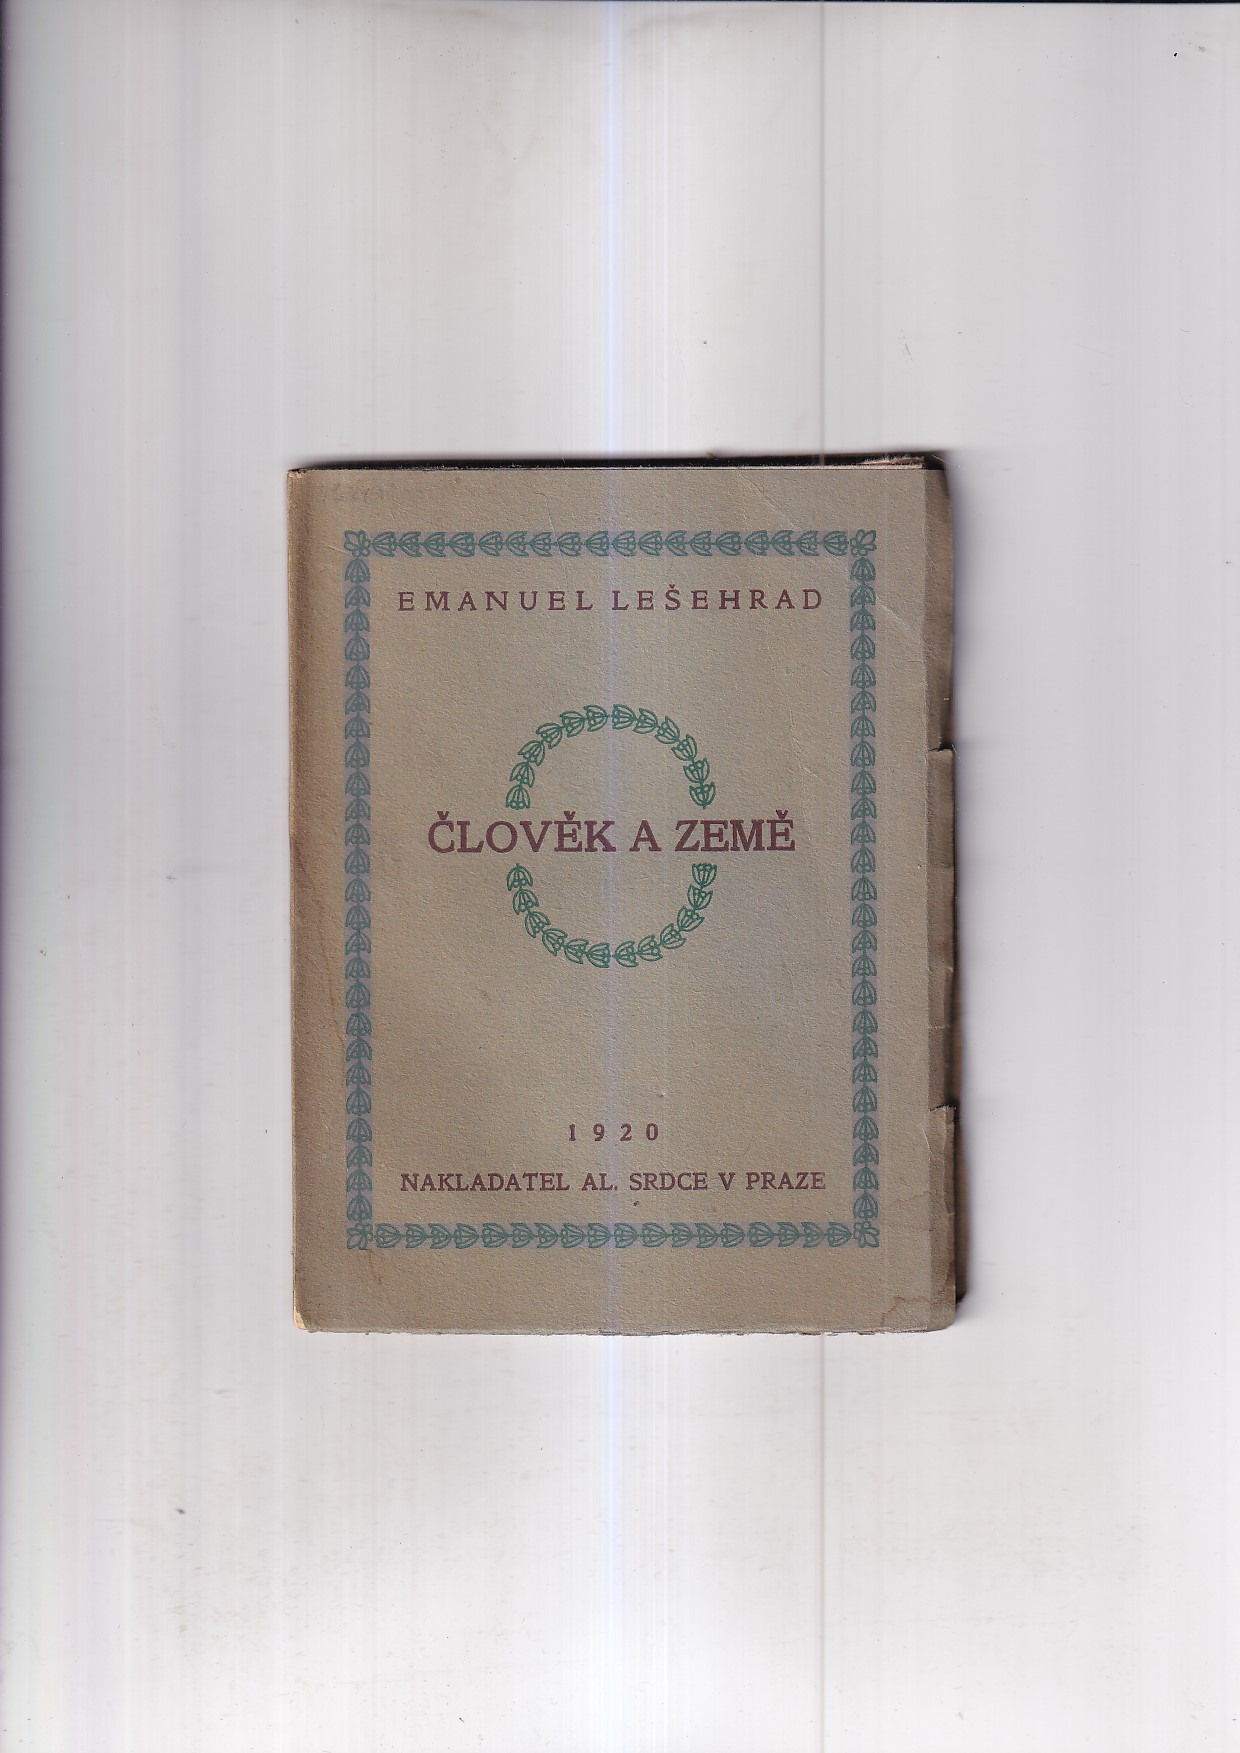 EMANUEL LEŠEHRAD
ČLOVĚK A ZEMĚ
1920
NAKLADATEL AL. SRDCE V PRAZE